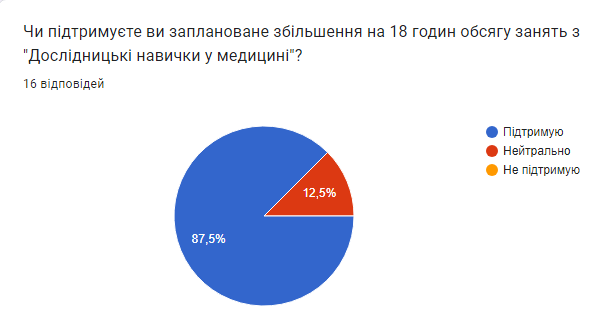 Чи підтримуєте ви заплановане збільшення на 18 годин обсягу занять з
"Дослідницькі навички у медицині"?
16 відповідей
Підтримую
Нейтрально
Не підтримую
12,5%
87,5%